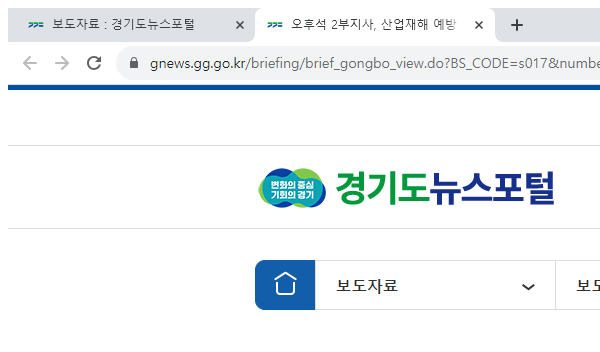 보도자료 : 경기도뉴스포털
오후석 2부지사, 산업재해 예방
gnews.gg.go.kr/briefing/brief_gongbo_view.do?BS_CODE=s017&numbe
변화의 중심
기회의 경기
경기도뉴스포털
보도자료
보도